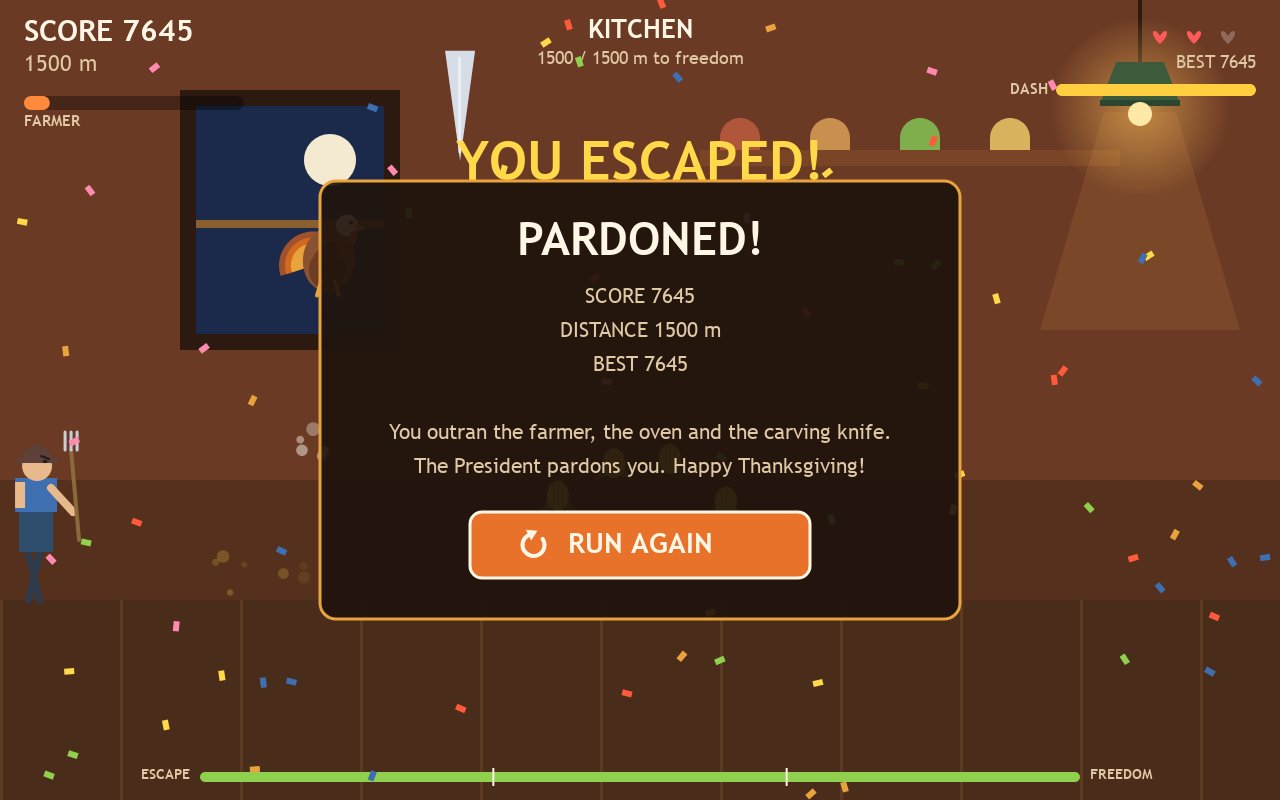 SCORE 7645
1500 m
FARMER
KITCHEN
1500 / 1500 m to freedom
BEST 7645
DASH
YOU ESCAPED!
PARDONED!
SCORE 7645
DISTANCE 1500 m
BEST 7645
You outran the farmer, the oven and the carving knife.
The President pardons you. Happy Thanksgiving!
RUN AGAIN
ESCAPE
FREEDOM